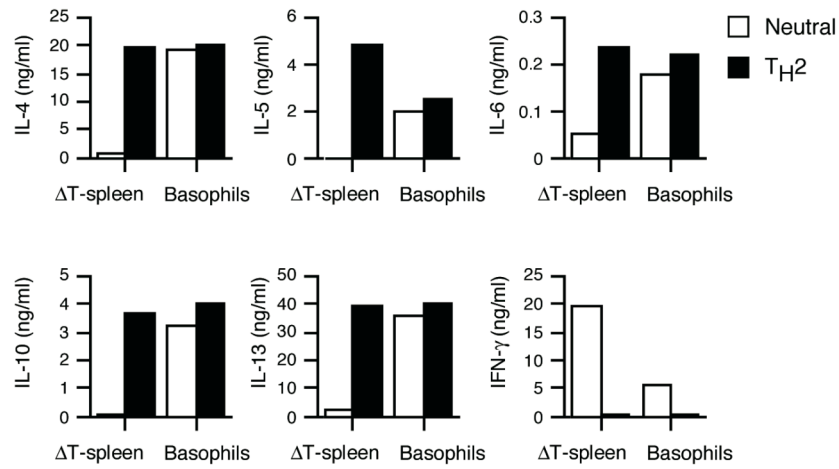 IL-4 (ng/ml)
25
20
15
10
5
0
ΔT-spleen Basophils
IL-5 (ng/ml)
6
4
2
0
ΔT-spleen Basophils
IL-6 (ng/ml)
0.3
0.2
0.1
0
ΔT-spleen Basophils
Neutral
TH2
IL-10 (ng/ml)
5
4
3
2
1
0
ΔT-spleen Basophils
IL-13 (ng/ml)
50
40
30
20
10
0
ΔT-spleen Basophils
IFN-γ (ng/ml)
25
20
15
10
5
0
ΔT-spleen Basophils